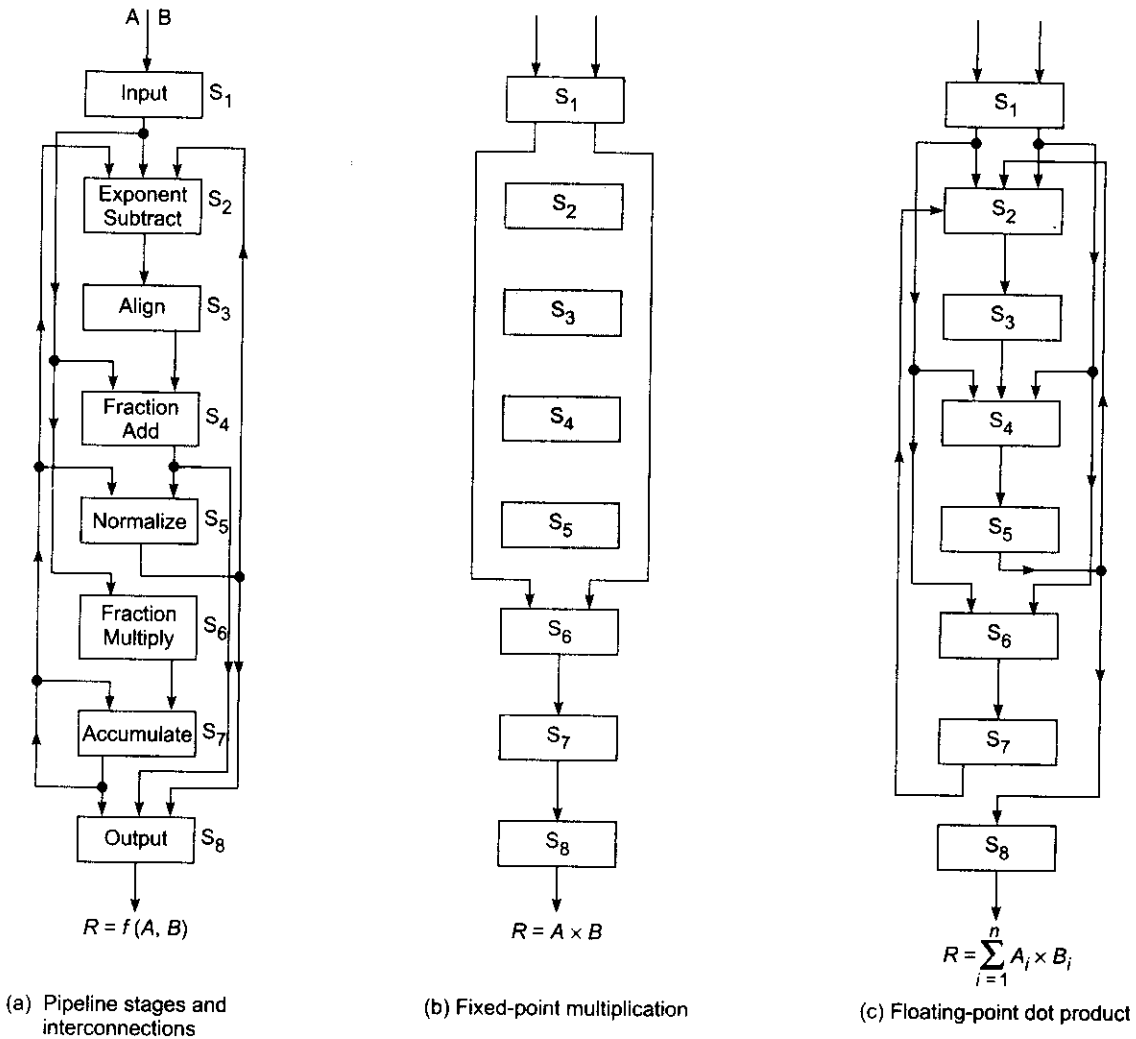 A B
Input S1
Exponent
Subtract S2
Align S3
Fraction
Add S4
Normalize S5
Fraction
Multiply S6
Accumulate S7
Output S8
R = f (A, B)
(a) Pipeline stages and
interconnections
S1
S2
S3
S4
S5
S6
S7
S8
R = A × B
(b) Fixed-point multiplication
S1
S2
S3
S4
S5
S6
S7
S8
R = n∑i = 1 Ai × Bi
(c) Floating-point dot product